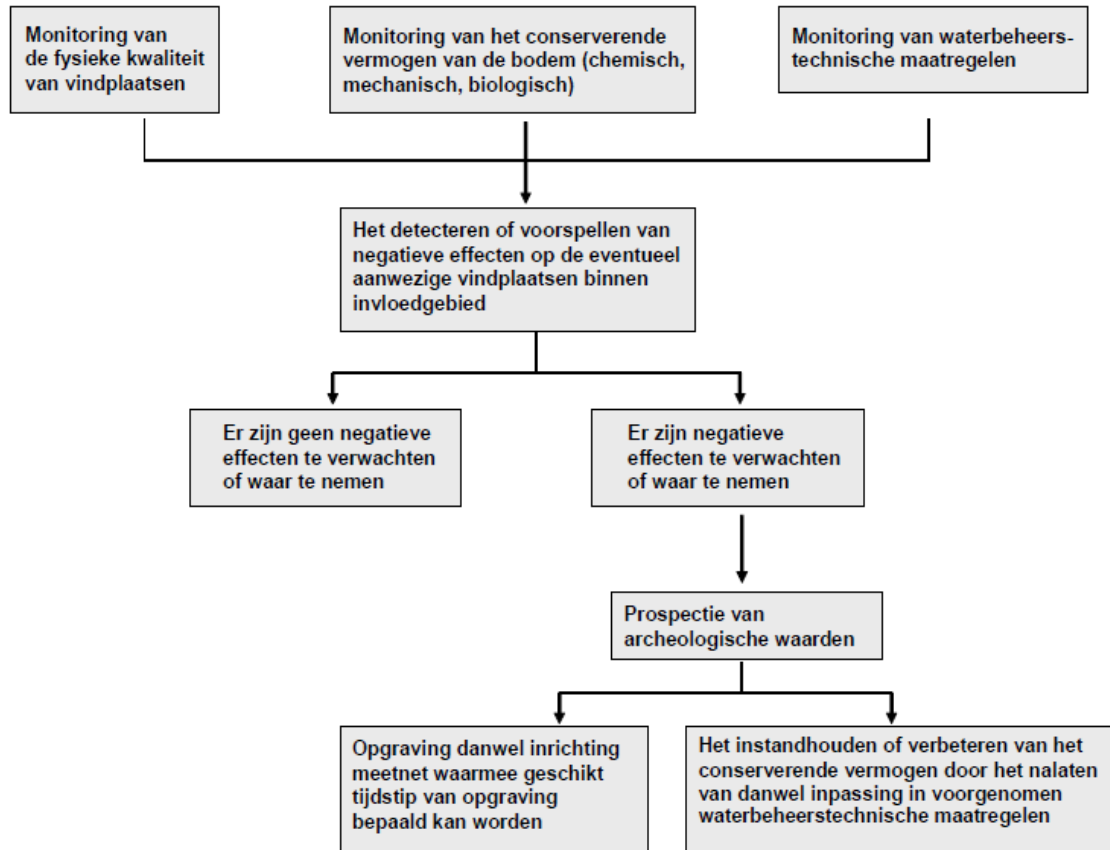 Monitoring van
de fysieke kwaliteit
van vindplaatsen
Monitoring van het conserverende
vermogen van de bodem (chemisch,
mechanisch, biologisch)
Monitoring van waterbeheers-
technische maatregelen
Het detecteren of voorspellen van
negatieve effecten op de eventueel
aanwezige vindplaatsen binnen
invloedgebied
Er zijn geen negatieve
effecten te verwachten
of waar te nemen
Er zijn negatieve
effecten te verwachten
of waar te nemen
Prospectie van
archeologische waarden
Opgraving danwel inrichting
meetnet waarmee geschikt
tijdstip van opgraving
bepaald kan worden
Het instandhouden of verbeteren van het
conserverende vermogen door het nalaten
van danwel inpassing in voorgenomen
waterbeheerstechnische maatregelen